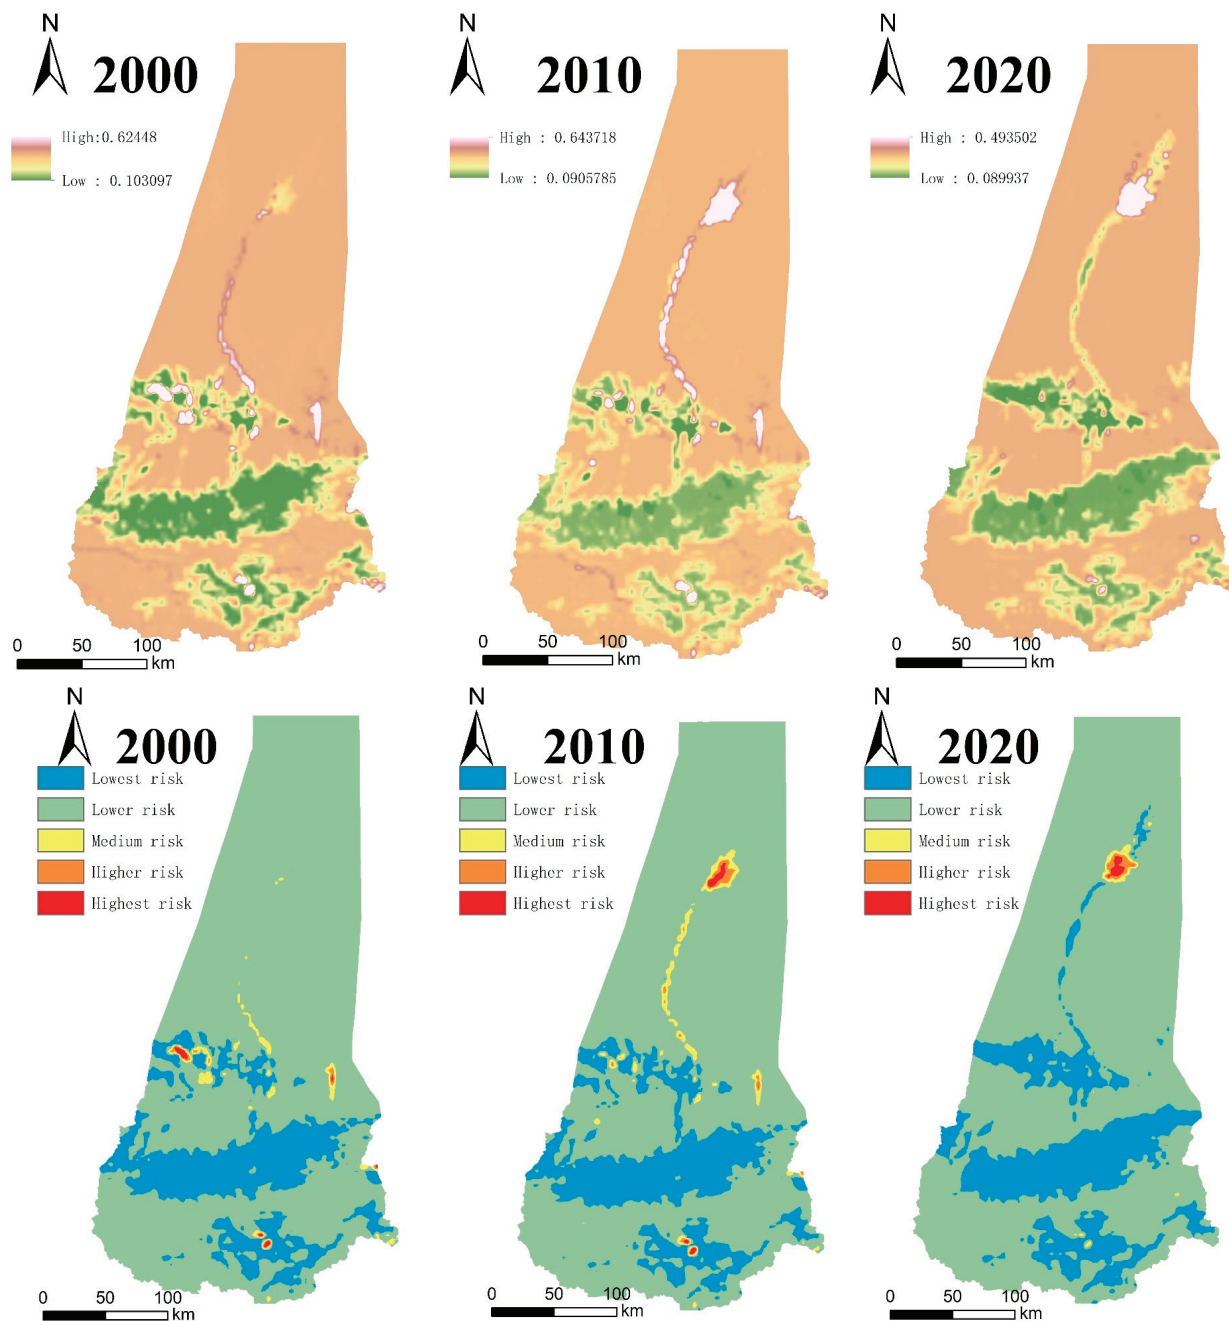 N
2000
High:0.62448
Low : 0.103097
0 50 100
km
N
2010
High : 0.643718
Low : 0.0905785
0 50 100
km
N
2020
High : 0.493502
Low : 0.089937
0 50 100
km
N
2000
Lowest risk
Lower risk
Medium risk
Higher risk
Highest risk
0 50 100
km
N
2010
Lowest risk
Lower risk
Medium risk
Higher risk
Highest risk
0 50 100
km
N
2020
Lowest risk
Lower risk
Medium risk
Higher risk
Highest risk
0 50 100
km